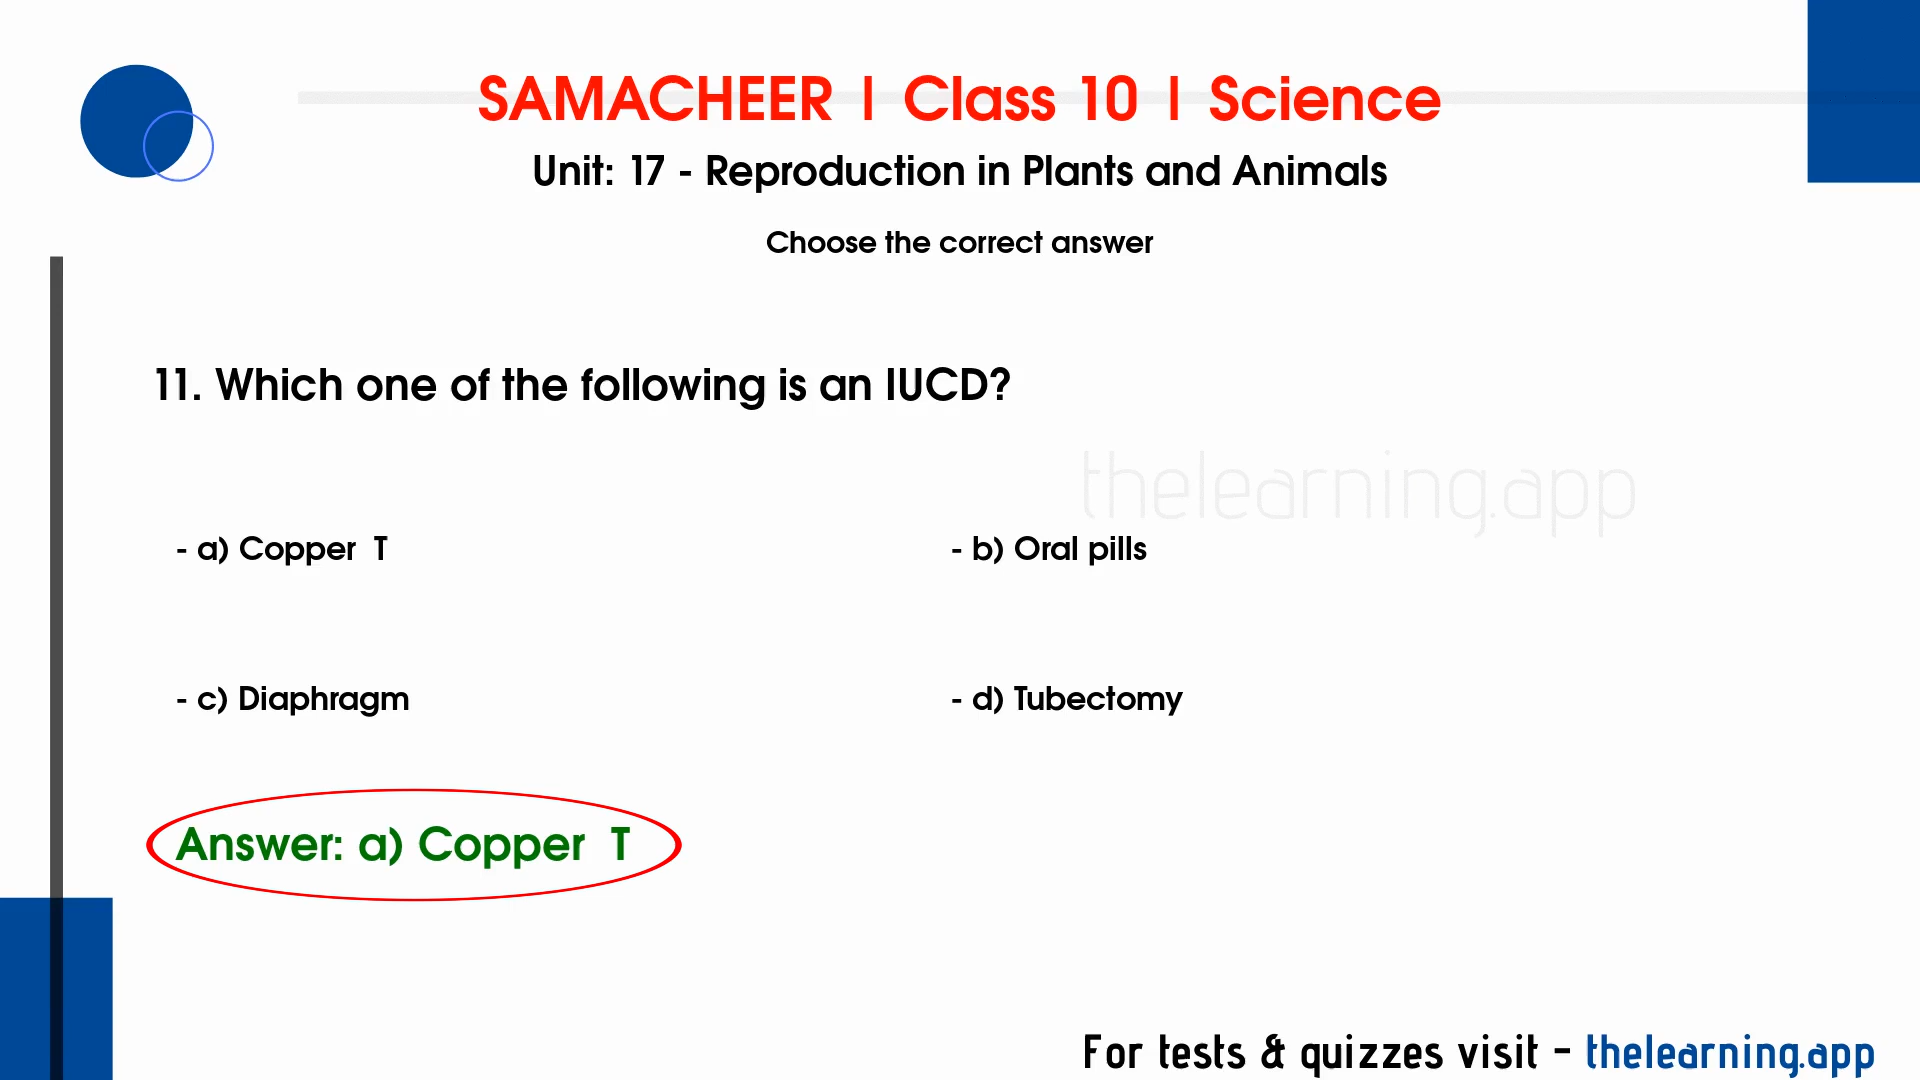 SAMACHEER | Class 10 | Science
Unit: 17 - Reproduction in Plants and Animals
Choose the correct answer
11. Which one of the following is an IUCD?
thelearning.app
- a) Copper T
- b) Oral pills
- c) Diaphragm
- d) Tubectomy
Answer: a) Copper T
For tests & quizzes visit - thelearning.app